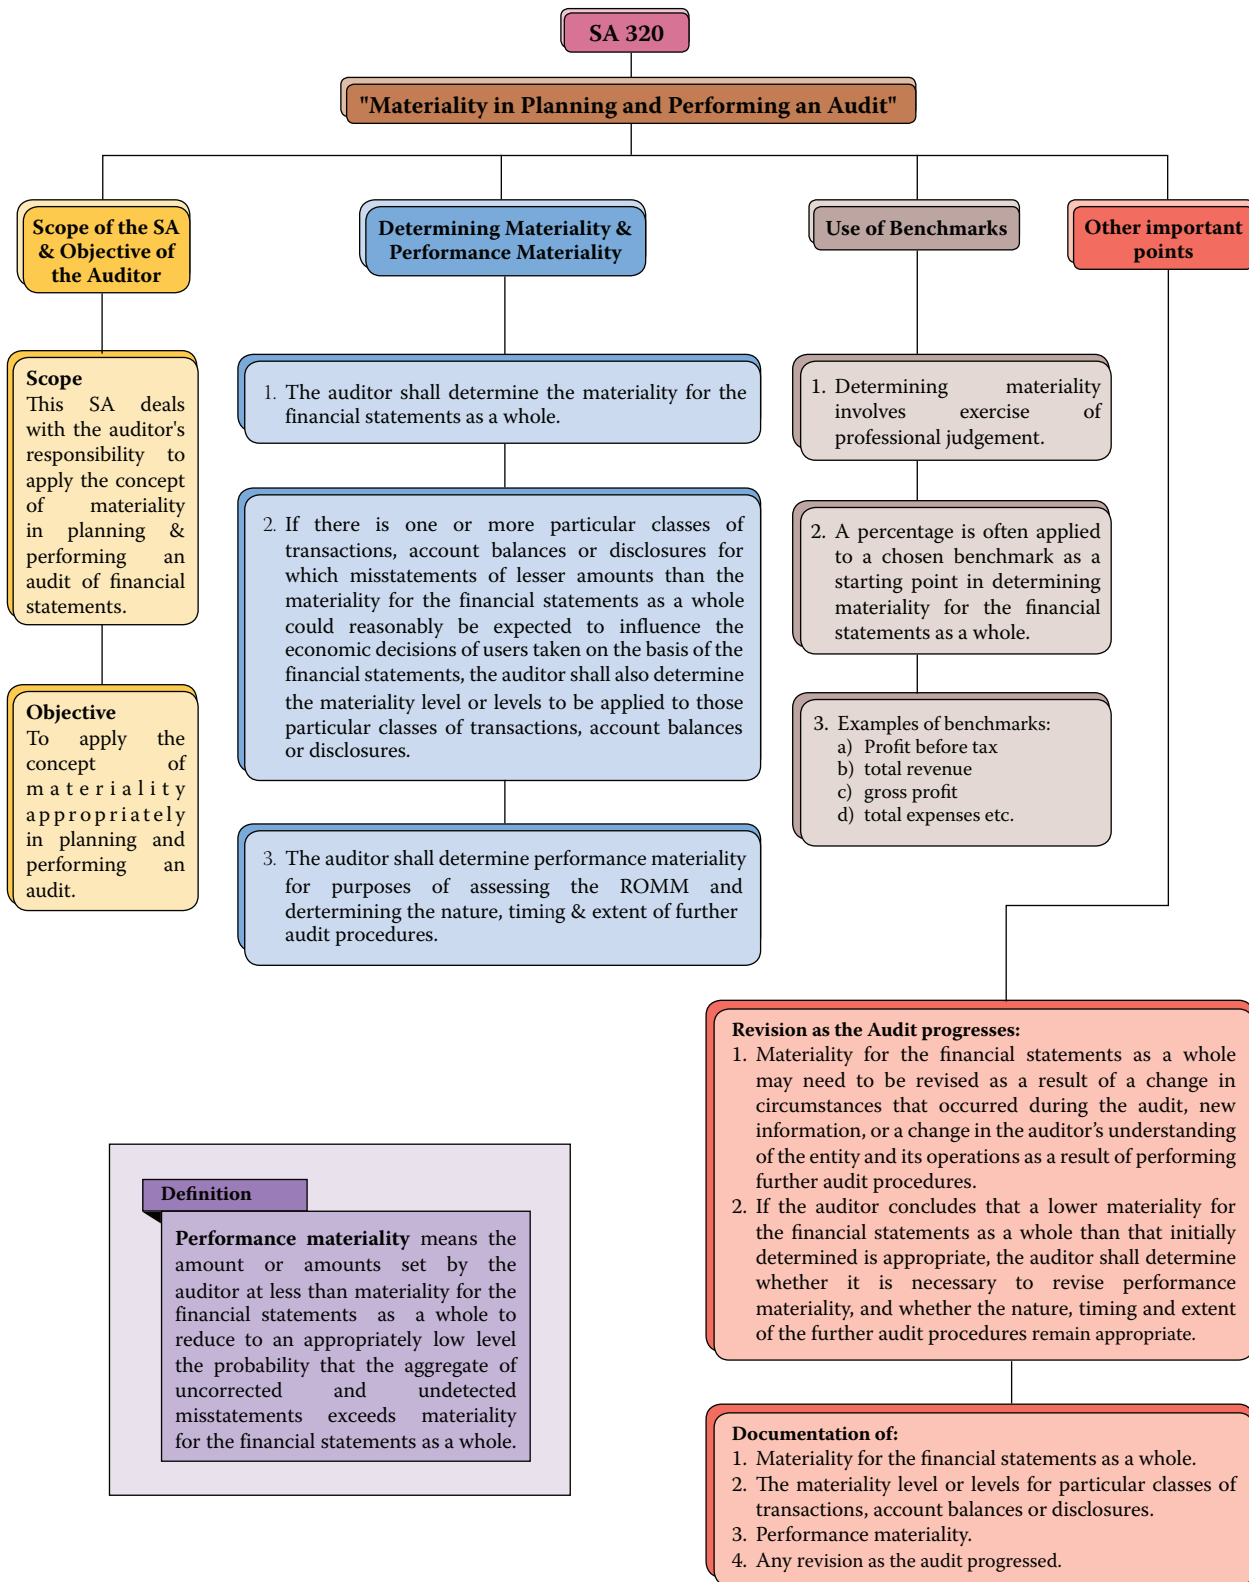 SA 320
"Materiality in Planning and Performing an Audit"
Scope of the SA
& Objective of
the Auditor
Scope
This SA deals
with the auditor's
responsibility to
apply the concept
of materiality
in planning &
performing an
audit of financial
statements.
Objective
To apply the
concept of
materiality
appropriately
in planning and
performing an
audit.
Determining Materiality &
Performance Materiality
1. The auditor shall determine the materiality for the
financial statements as a whole.
2. If there is one or more particular classes of
transactions, account balances or disclosures for
which misstatements of lesser amounts than the
materiality for the financial statements as a whole
could reasonably be expected to influence the
economic decisions of users taken on the basis of the
financial statements, the auditor shall also determine
the materiality level or levels to be applied to those
particular classes of transactions, account balances
or disclosures.
3. The auditor shall determine performance materiality
for purposes of assessing the ROMM and
dertermining the nature, timing & extent of further
audit procedures.
Use of Benchmarks
1. Determining materiality
involves exercise of
professional judgement.
2. A percentage is often applied
to a chosen benchmark as a
starting point in determining
materiality for the financial
statements as a whole.
3. Examples of benchmarks:
a) Profit before tax
b) total revenue
c) gross profit
d) total expenses etc.
Other important
points
Revision as the Audit progresses:
1. Materiality for the financial statements as a whole
may need to be revised as a result of a change in
circumstances that occurred during the audit, new
information, or a change in the auditor’s understanding
of the entity and its operations as a result of performing
further audit procedures.
2. If the auditor concludes that a lower materiality for
the financial statements as a whole than that initially
determined is appropriate, the auditor shall determine
whether it is necessary to revise performance
materiality, and whether the nature, timing and extent
of the further audit procedures remain appropriate.
Documentation of:
1. Materiality for the financial statements as a whole.
2. The materiality level or levels for particular classes of
transactions, account balances or disclosures.
3. Performance materiality.
4. Any revision as the audit progressed.
Definition
Performance materiality means the
amount or amounts set by the
auditor at less than materiality for the
financial statements as a whole to
reduce to an appropriately low level
the probability that the aggregate of
uncorrected and undetected
misstatements exceeds materiality
for the financial statements as a whole.